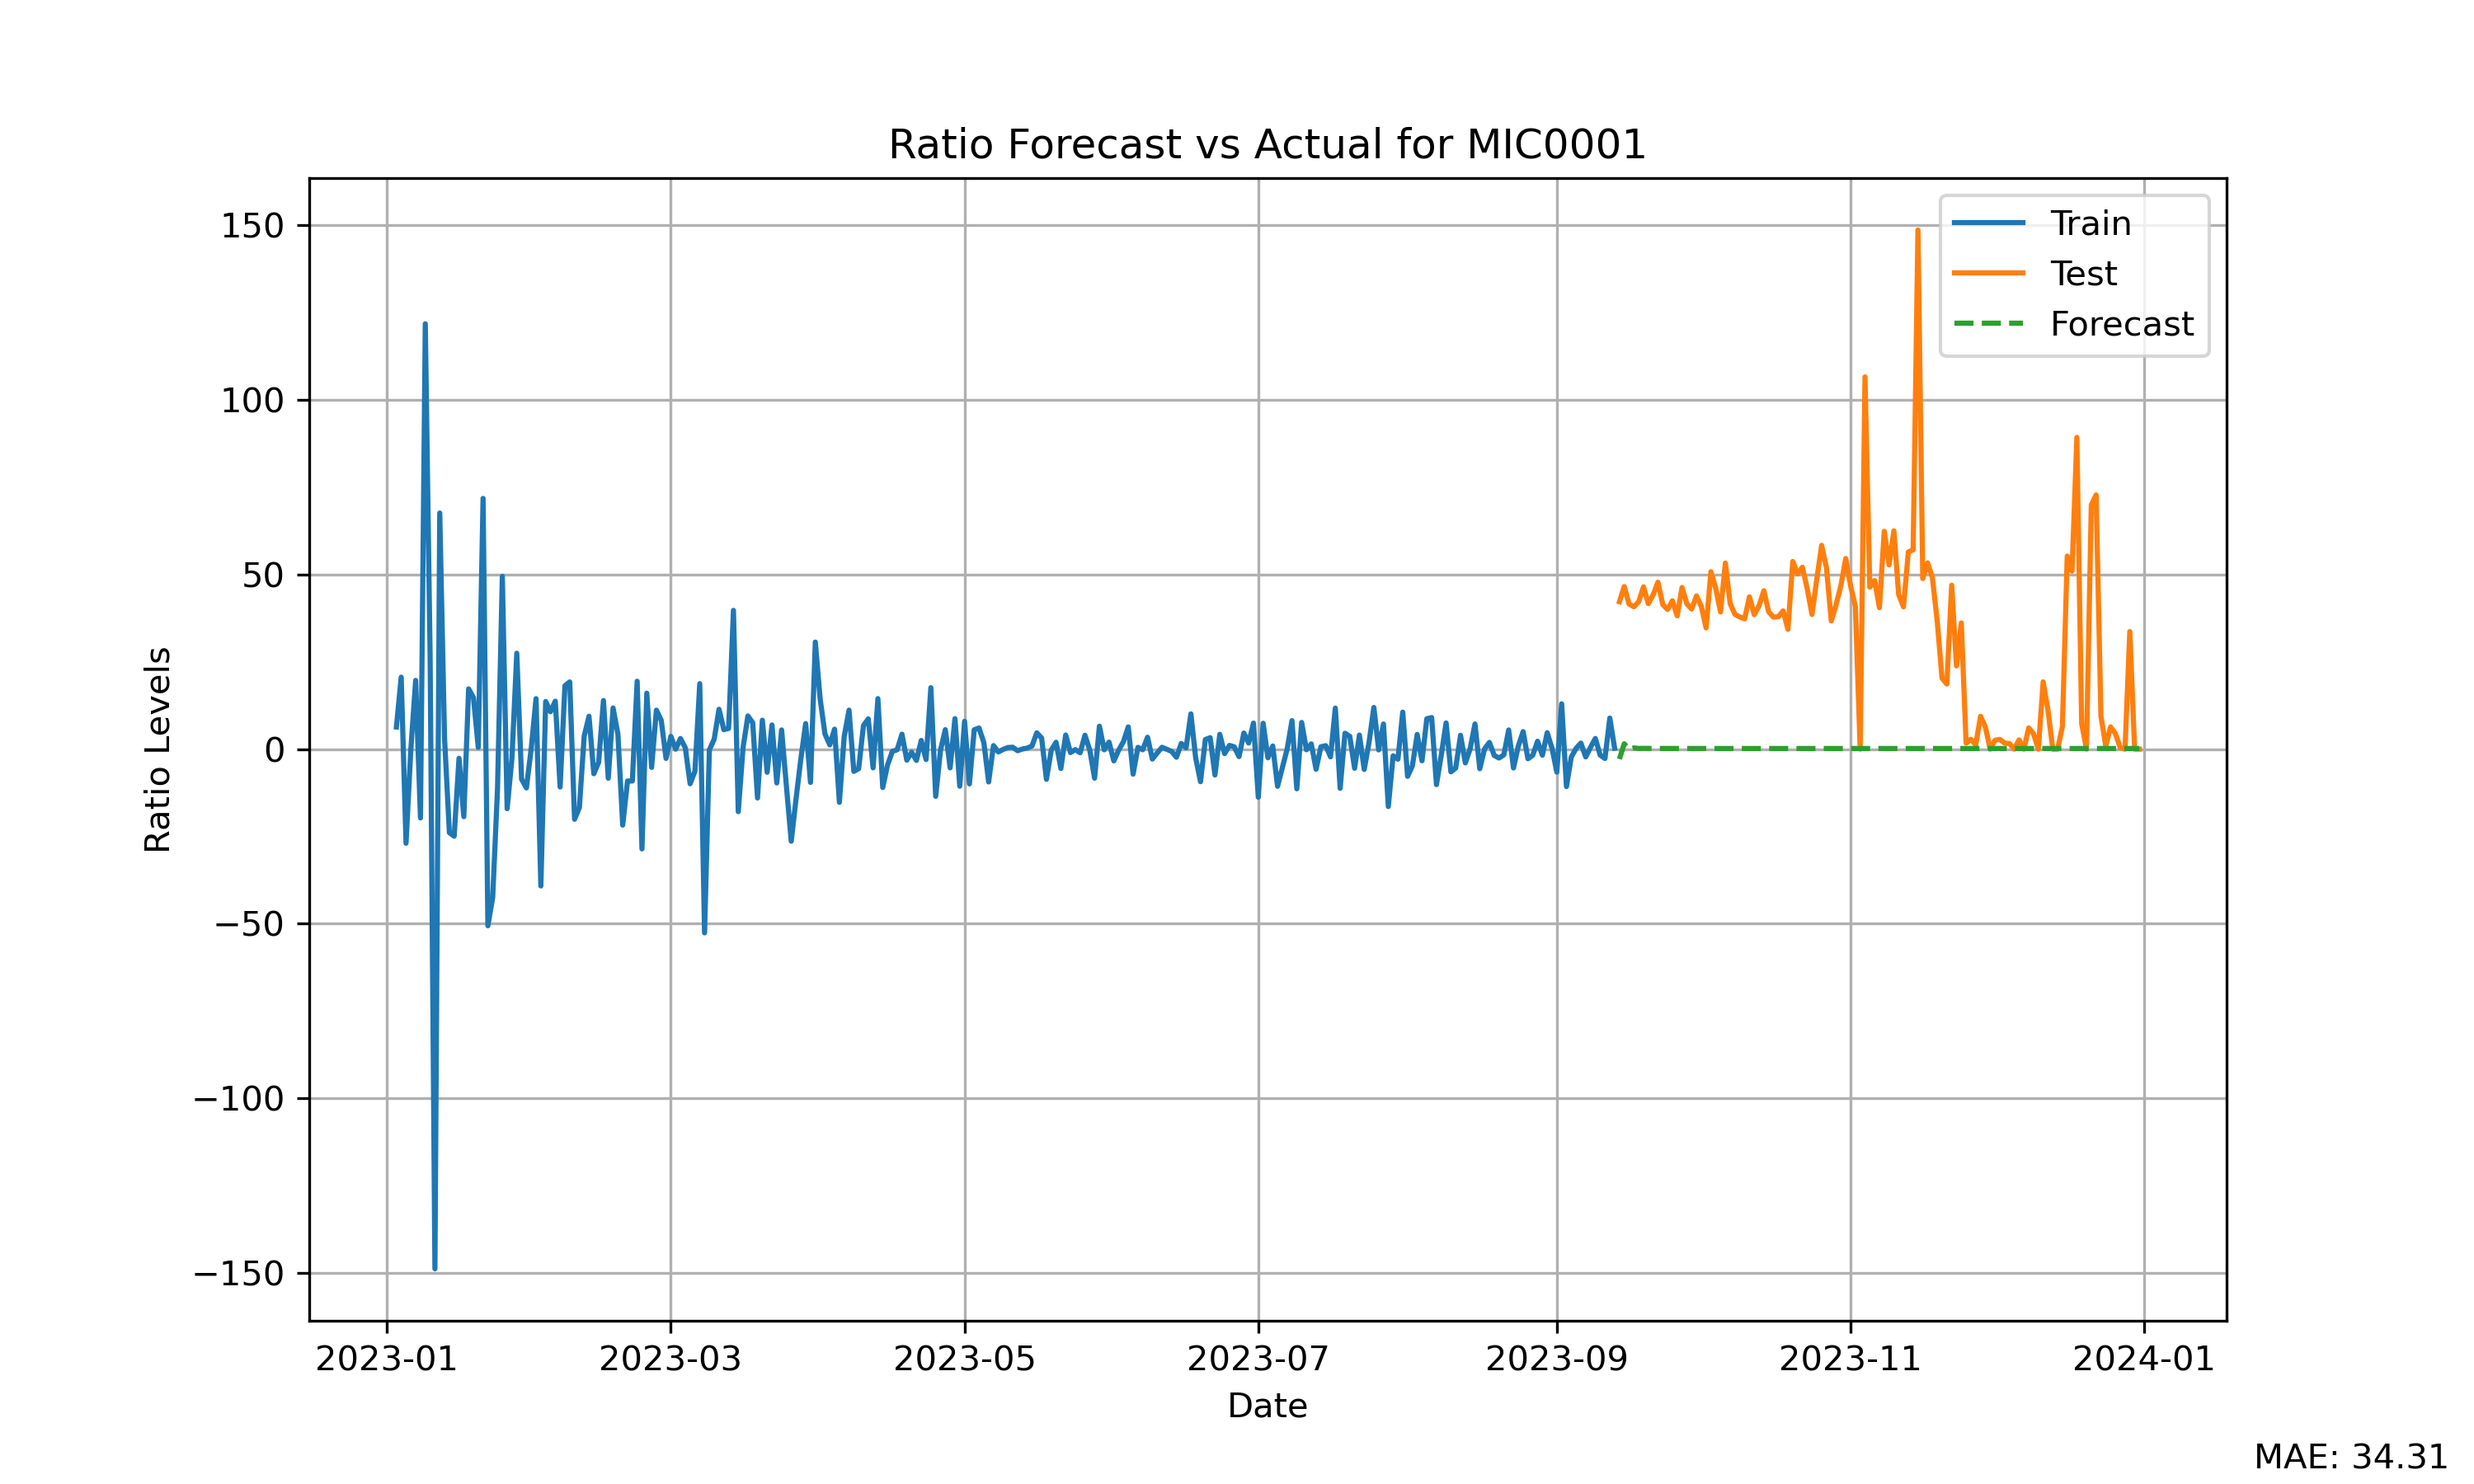 Ratio Forecast vs Actual for MIC0001
Train
Test
Forecast
Ratio Levels
150
100
50
0
−50
−100
−150
2023-01 2023-03 2023-05 2023-07 2023-09 2023-11 2024-01
Date
MAE: 34.31